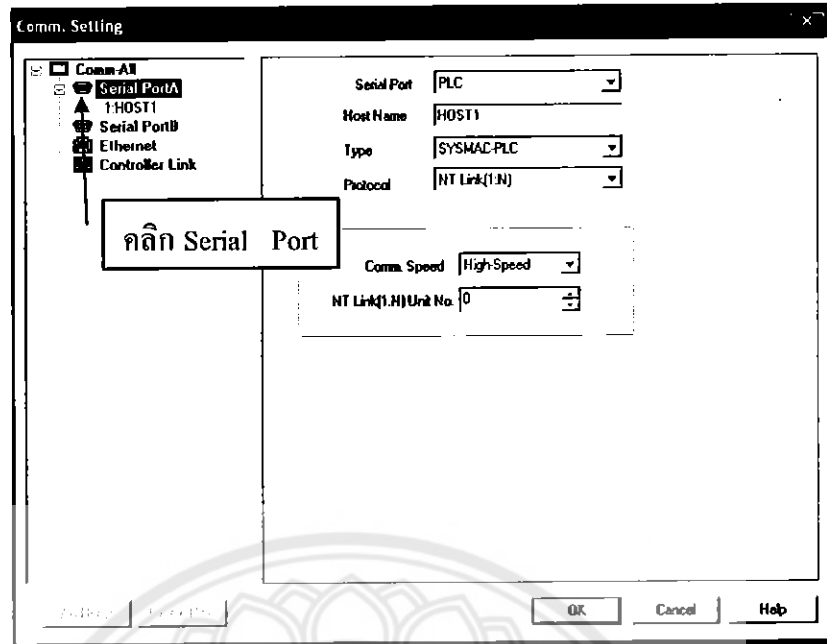 Comm. Setting
Comm-All
Serial PortA
1:HOST1
Serial PortB
Ethernet
Controller Link
คลิก Serial Port
Serial Port PLC
Host Name HOST1
Type SYSMAC-PLC
Protocol NT Link(1:N)
Comm. Speed High-Speed
NT Link(1:N) Unit No. 0
OK Cancel Help